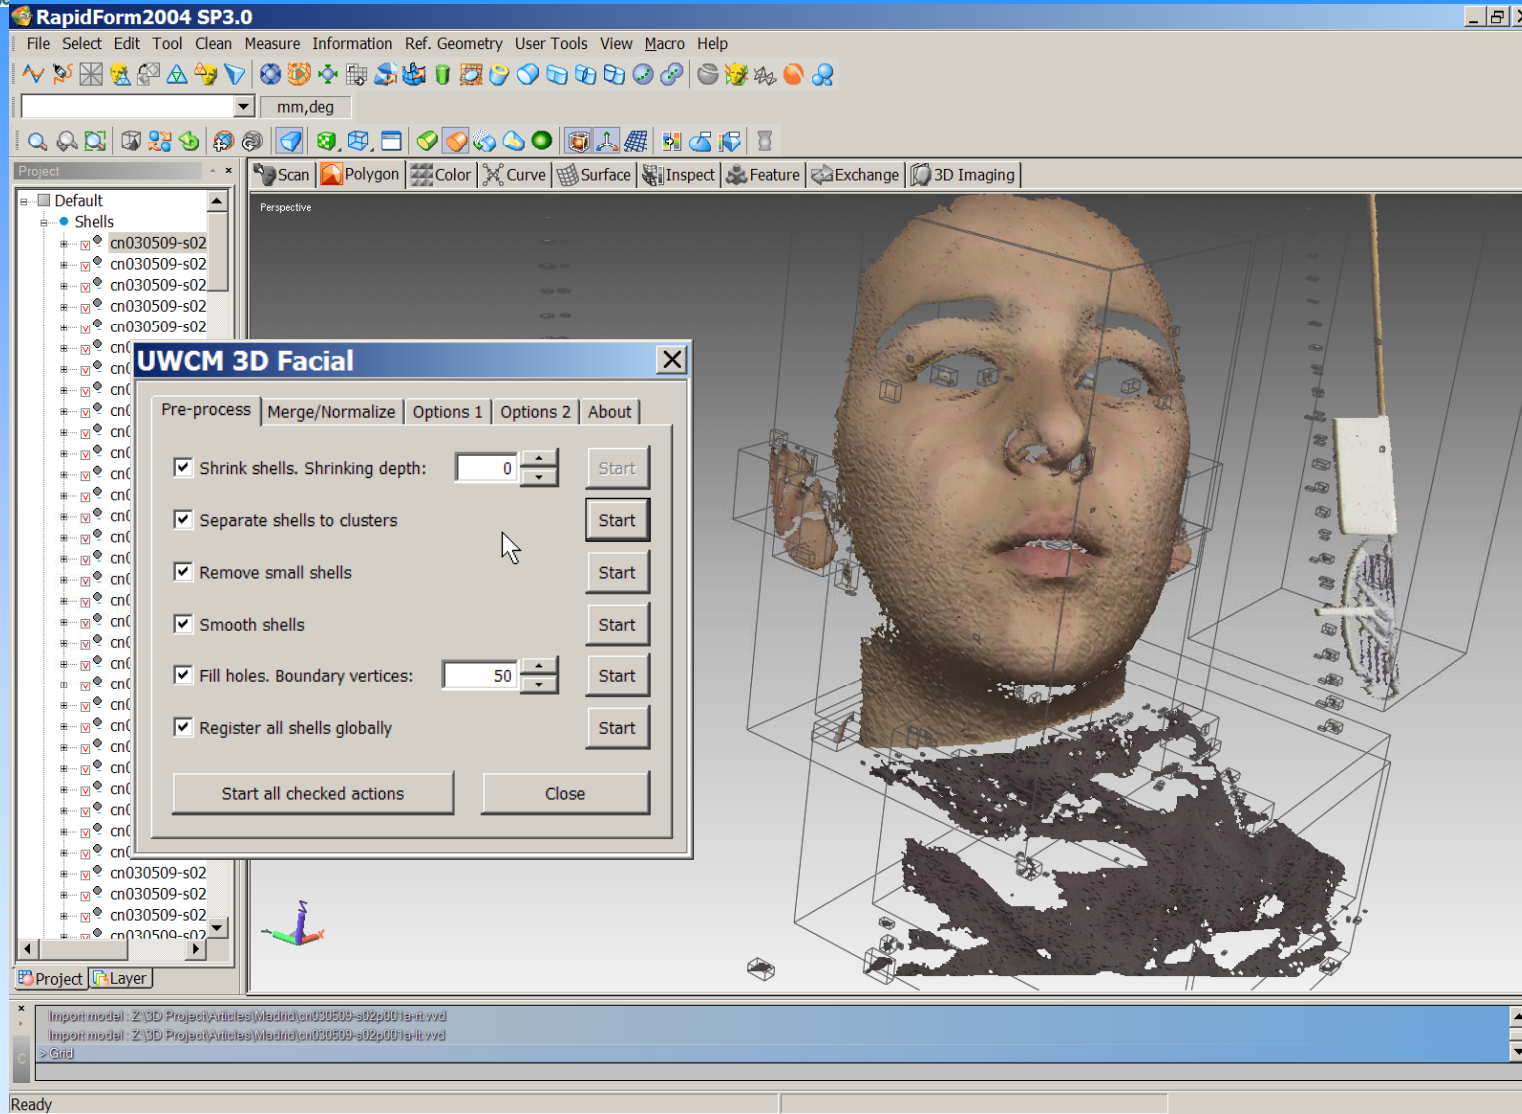 RapidForm2004 SP3.0
File Select Edit Tool Clean Measure Information Ref. Geometry User Tools View Macro Help
mm,deg
Project
Scan Polygon Color Curve Surface Inspect Feature Exchange 3D Imaging
Default
Shells
cn030509-s02
cn030509-s02
cn030509-s02
cn030509-s02
cn030509-s02
Perspective
UWCM 3D Facial
Pre-process Merge/Normalize Options 1 Options 2 About
Shrink shells. Shrinking depth: 0 Start
Separate shells to clusters Start
Remove small shells Start
Smooth shells Start
Fill holes. Boundary vertices: 50 Start
Register all shells globally Start
Start all checked actions Close
cn030509-s02
cn030509-s02
cn030509-s02
cn030509-s02
Project Layer
Import model : Z:\3D Project\Articles\Madrid\cn030509-s02p001a-rt.vvd
Import model : Z:\3D Project\Articles\Madrid\cn030509-s02p001a-lt.vvd
> Grid
Ready